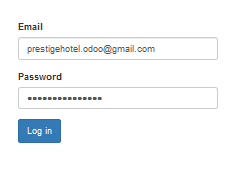 Email
prestigehotel.odoo@gmail.com
Password
•••••••••••••••
Log in